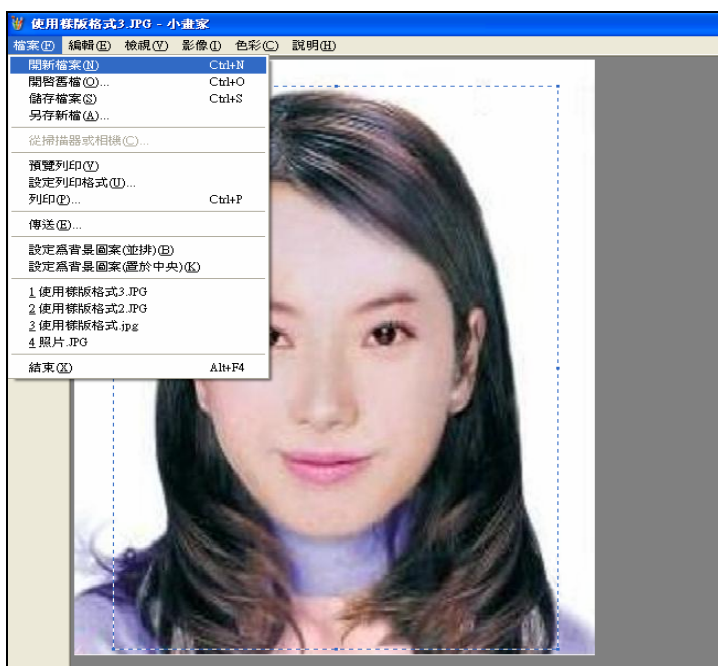 使用樣版格式3.JPG - 小畫家
檔案(F) 編輯(E) 檢視(V) 影像(I) 色彩(C) 說明(H)
開新檔案(N) Ctrl+N
開啓舊檔(O)... Ctrl+O
儲存檔案(S) Ctrl+S
另存新檔(A)...
從掃描器或相機(C)...
預覽列印(V)
設定列印格式(U)...
列印(P)... Ctrl+P
傳送(E)...
設定爲背景圖案(並排)(B)
設定爲背景圖案(置於中央)(K)
1 使用樣版格式3.JPG
2 使用樣版格式2.JPG
3 使用樣版格式.jpg
4 照片.JPG
結束(X) Alt+F4